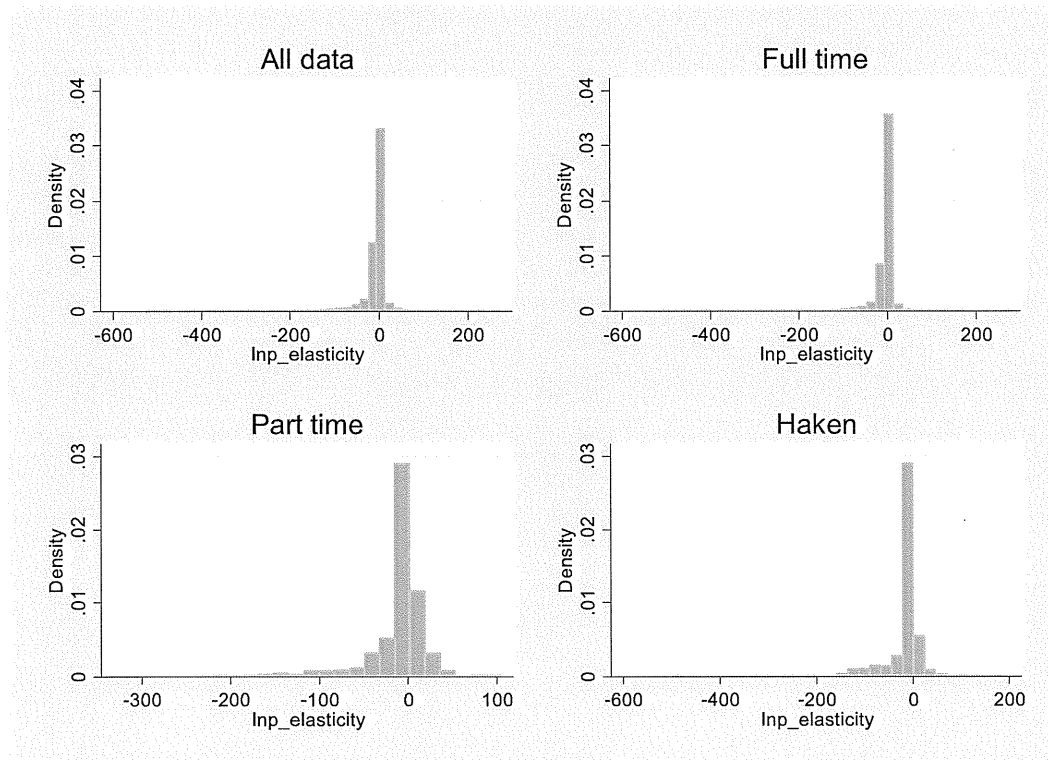 All data
.04
.03
.02
.01
0
Density
-600 -400 -200 0 200
lnp_elasticity
Full time
.04
.03
.02
.01
0
Density
-600 -400 -200 0 200
lnp_elasticity
Part time
.03
.02
.01
0
Density
-300 -200 -100 0 100
lnp_elasticity
Haken
.03
.02
.01
0
Density
-600 -400 -200 0 200
lnp_elasticity